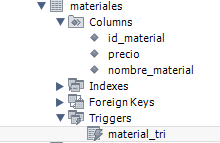 materiales
Columns
id_material
precio
nombre_material
Indexes
Foreign Keys
Triggers
material_tri